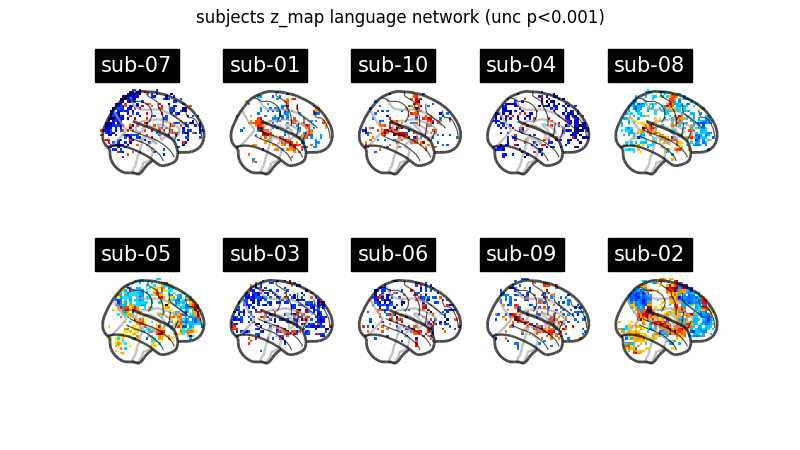 subjects z_map language network (unc p<0.001)
sub-07 sub-01 sub-10 sub-04 sub-08
sub-05 sub-03 sub-06 sub-09 sub-02